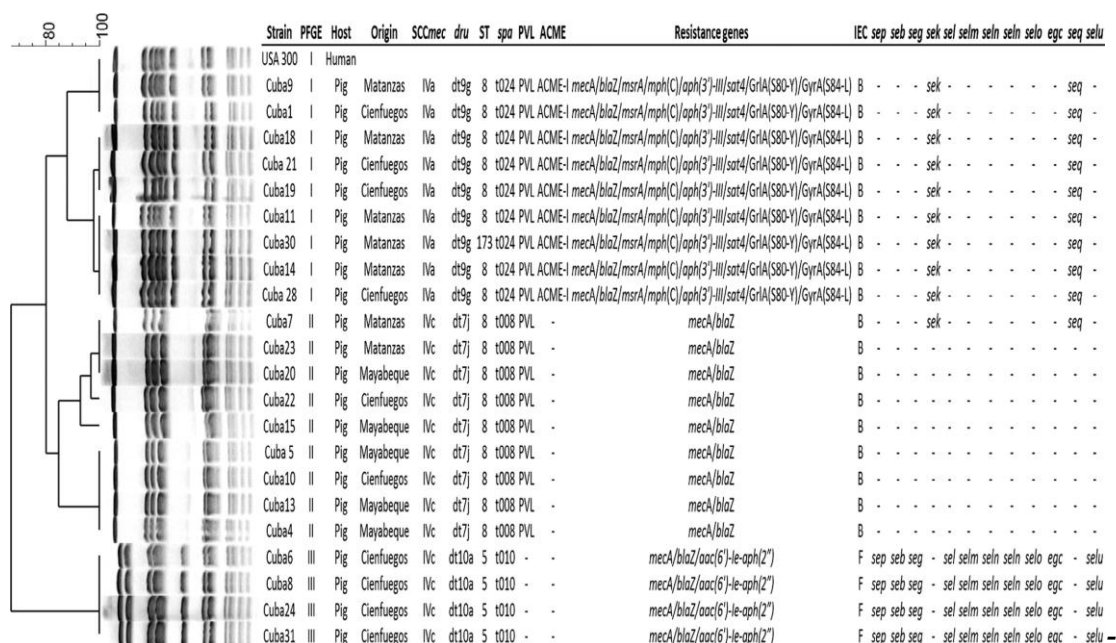 80 100
Strain PFGE Host Origin SCCmec dru ST spa PVL ACME Resistance genes IEC sep seb seg sek sel selm seln seln selo egc seq selu
USA 300 I Human
Cuba9 I Pig Matanzas IVa dt9g 8 t024 PVL ACME-I mecA/blaZ/msrA/mph(C)/aph(3')-III/sat4/GrlA(S80-Y)/GyrA(S84-L) B - - - sek - - - - - - seq -
Cuba1 I Pig Cienfuegos IVa dt9g 8 t024 PVL ACME-I mecA/blaZ/msrA/mph(C)/aph(3')-III/sat4/GrlA(S80-Y)/GyrA(S84-L) B - - - sek - - - - - - seq -
Cuba18 I Pig Matanzas IVa dt9g 8 t024 PVL ACME-I mecA/blaZ/msrA/mph(C)/aph(3')-III/sat4/GrlA(S80-Y)/GyrA(S84-L) B - - - sek - - - - - - seq -
Cuba 21 I Pig Cienfuegos IVa dt9g 8 t024 PVL ACME-I mecA/blaZ/msrA/mph(C)/aph(3')-III/sat4/GrlA(S80-Y)/GyrA(S84-L) B - - - sek - - - - - - seq -
Cuba19 I Pig Cienfuegos IVa dt9g 8 t024 PVL ACME-I mecA/blaZ/msrA/mph(C)/aph(3')-III/sat4/GrlA(S80-Y)/GyrA(S84-L) B - - - sek - - - - - - seq -
Cuba11 I Pig Matanzas IVa dt9g 8 t024 PVL ACME-I mecA/blaZ/msrA/mph(C)/aph(3')-III/sat4/GrlA(S80-Y)/GyrA(S84-L) B - - - sek - - - - - - seq -
Cuba30 I Pig Matanzas IVa dt9g 173 t024 PVL ACME-I mecA/blaZ/msrA/mph(C)/aph(3')-III/sat4/GrlA(S80-Y)/GyrA(S84-L) B - - - sek - - - - - - seq -
Cuba14 I Pig Matanzas IVa dt9g 8 t024 PVL ACME-I mecA/blaZ/msrA/mph(C)/aph(3')-III/sat4/GrlA(S80-Y)/GyrA(S84-L) B - - - sek - - - - - - seq -
Cuba 28 I Pig Cienfuegos IVa dt9g 8 t024 PVL ACME-I mecA/blaZ/msrA/mph(C)/aph(3')-III/sat4/GrlA(S80-Y)/GyrA(S84-L) B - - - sek - - - - - - seq -
Cuba7 II Pig Matanzas IVc dt7j 8 t008 PVL - mecA/blaZ B - - - sek - - - - - - seq -
Cuba23 II Pig Matanzas IVc dt7j 8 t008 PVL - mecA/blaZ B - - - - - - - - - - - -
Cuba20 II Pig Mayabeque IVc dt7j 8 t008 PVL - mecA/blaZ B - - - - - - - - - - - -
Cuba22 II Pig Cienfuegos IVc dt7j 8 t008 PVL - mecA/blaZ B - - - - - - - - - - - -
Cuba15 II Pig Mayabeque IVc dt7j 8 t008 PVL - mecA/blaZ B - - - - - - - - - - - -
Cuba 5 II Pig Mayabeque IVc dt7j 8 t008 PVL - mecA/blaZ B - - - - - - - - - - - -
Cuba10 II Pig Cienfuegos IVc dt7j 8 t008 PVL - mecA/blaZ B - - - - - - - - - - - -
Cuba13 II Pig Mayabeque IVc dt7j 8 t008 PVL - mecA/blaZ B - - - - - - - - - - - -
Cuba4 II Pig Mayabeque IVc dt7j 8 t008 PVL - mecA/blaZ B - - - - - - - - - - - -
Cuba6 III Pig Cienfuegos IVc dt10a 5 t010 - - mecA/blaZ/aac(6')-Ie-aph(2'') F sep seb seg - sel selm seln seln selo egc - selu
Cuba8 III Pig Cienfuegos IVc dt10a 5 t010 - - mecA/blaZ/aac(6')-Ie-aph(2'') F sep seb seg - sel selm seln seln selo egc - selu
Cuba24 III Pig Cienfuegos IVc dt10a 5 t010 - - mecA/blaZ/aac(6')-Ie-aph(2'') F sep seb seg - sel selm seln seln selo egc - selu
Cuba31 III Pig Cienfuegos IVc dt10a 5 t010 - - mecA/blaZ/aac(6')-Ie-aph(2'') F sep seb seg - sel selm seln seln selo egc - selu